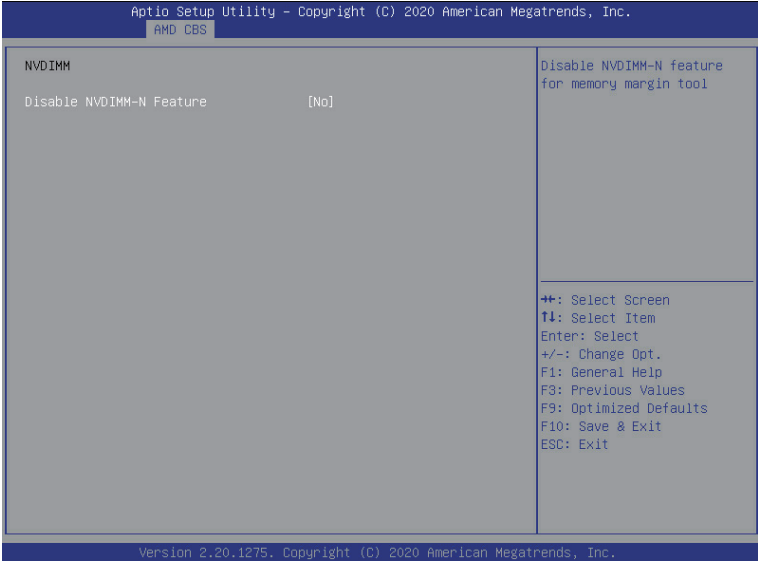 Aptio Setup Utility – Copyright (C) 2020 American Megatrends, Inc.
AMD CBS
NVDIMM
Disable NVDIMM-N Feature [No]
Disable NVDIMM-N feature
for memory margin tool
→←: Select Screen
↑↓: Select Item
Enter: Select
+/-: Change Opt.
F1: General Help
F3: Previous Values
F9: Optimized Defaults
F10: Save & Exit
ESC: Exit
Version 2.20.1275. Copyright (C) 2020 American Megatrends, Inc.